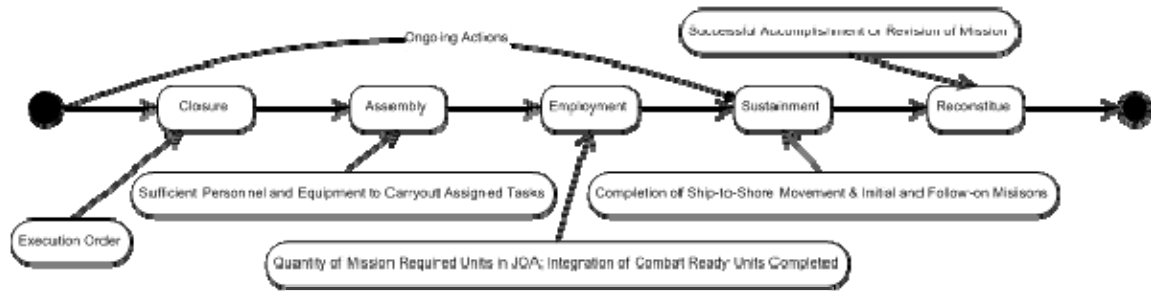 Successful Accomplishment or Revision of Mission
Ongoing Actions
Closure
Assembly
Employment
Sustainment
Reconstitue
Sufficient Personnel and Equipment to Carryout Assigned Tasks
Completion of Ship-to-Shore Movement & Initial and Follow-on Misisons
Execution Order
Quantity of Mission Required Units in JOA; Integration of Combat Ready Units Completed